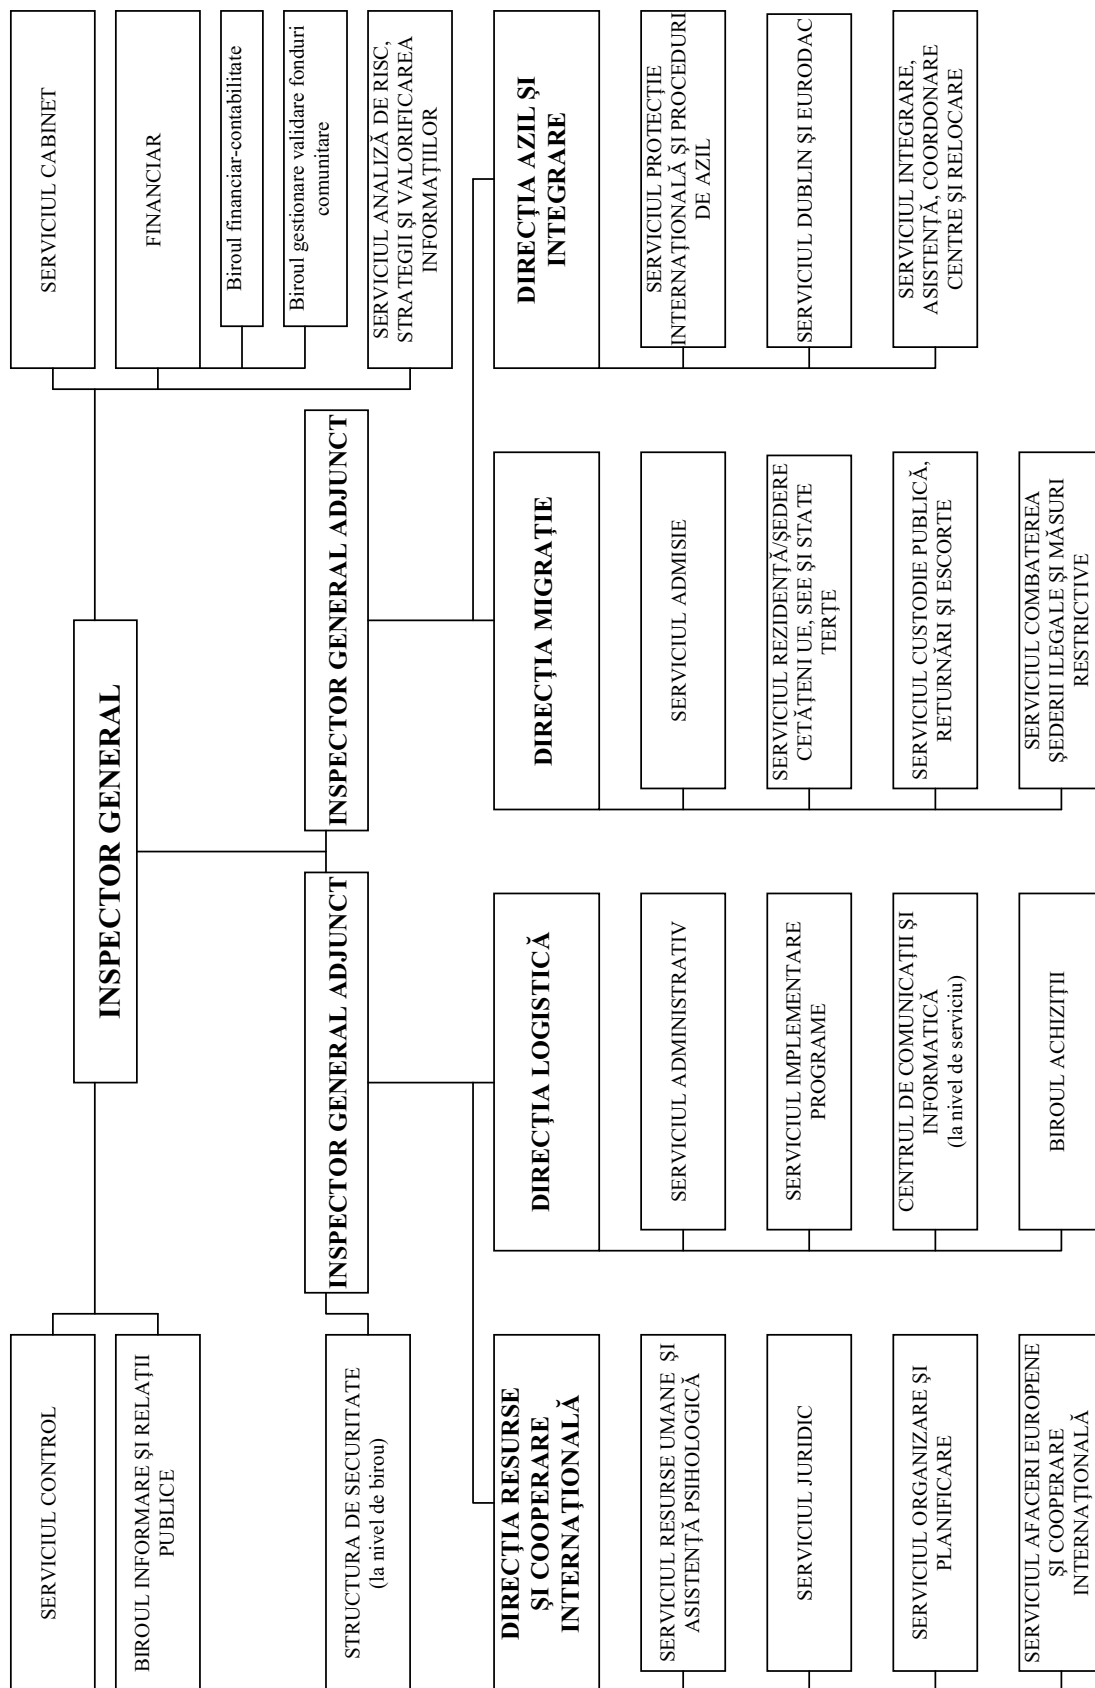 INSPECTOR GENERAL
SERVICIUL CONTROL
BIROUL INFORMARE ŞI RELAŢII
PUBLICE
SERVICIUL CABINET
FINANCIAR
Biroul financiar-contabilitate
Biroul gestionare validare fonduri
comunitare
SERVICIUL ANALIZĂ DE RISC,
STRATEGII ŞI VALORIFICAREA
INFORMAŢIILOR
STRUCTURA DE SECURITATE
(la nivel de birou)
INSPECTOR GENERAL ADJUNCT
INSPECTOR GENERAL ADJUNCT
DIRECŢIA RESURSE
ŞI COOPERARE
INTERNAŢIONALĂ
SERVICIUL RESURSE UMANE ŞI
ASISTENŢĂ PSIHOLOGICĂ
SERVICIUL JURIDIC
SERVICIUL ORGANIZARE ŞI
PLANIFICARE
SERVICIUL AFACERI EUROPENE
ŞI COOPERARE
INTERNAŢIONALĂ
DIRECŢIA LOGISTICĂ
SERVICIUL ADMINISTRATIV
SERVICIUL IMPLEMENTARE
PROGRAME
CENTRUL DE COMUNICAŢII ŞI
INFORMATICĂ
(la nivel de serviciu)
BIROUL ACHIZIŢII
DIRECŢIA MIGRAŢIE
SERVICIUL ADMISIE
SERVICIUL REZIDENŢĂ/ŞEDERE
CETĂŢENI UE, SEE ŞI STATE
TERŢE
SERVICIUL CUSTODIE PUBLICĂ,
RETURNĂRI ŞI ESCORTE
SERVICIUL COMBATEREA
ŞEDERII ILEGALE ŞI MĂSURI
RESTRICTIVE
DIRECŢIA AZIL ŞI
INTEGRARE
SERVICIUL PROTECŢIE
INTERNAŢIONALĂ ŞI PROCEDURI
DE AZIL
SERVICIUL DUBLIN ŞI EURODAC
SERVICIUL INTEGRARE,
ASISTENŢĂ, COORDONARE
CENTRE ŞI RELOCARE